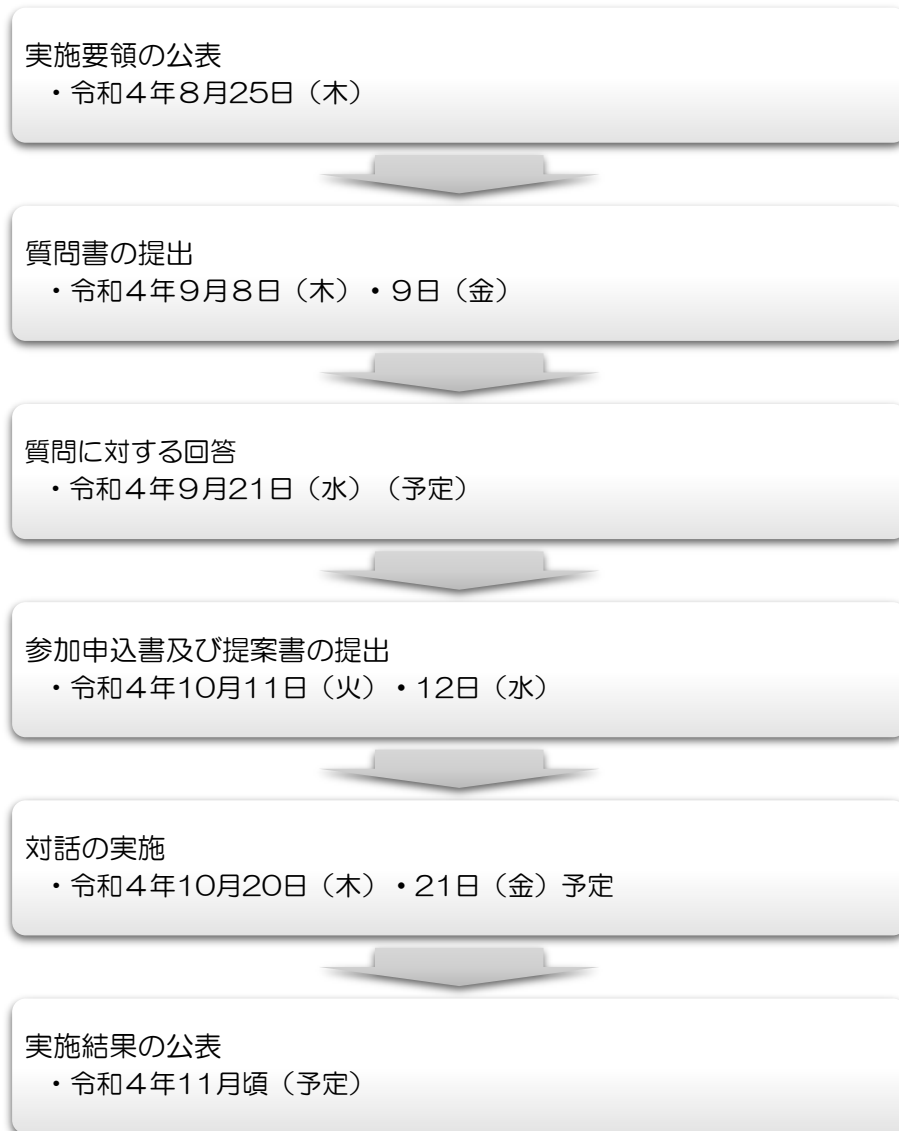 実施要領の公表
・令和４年８月25日（木）
質問書の提出
・令和４年９月８日（木）・９日（金）
質問に対する回答
・令和４年９月21日（水）（予定）
参加申込書及び提案書の提出
・令和４年10月11日（火）・12日（水）
対話の実施
・令和４年10月20日（木）・21日（金）予定
実施結果の公表
・令和４年11月頃（予定）